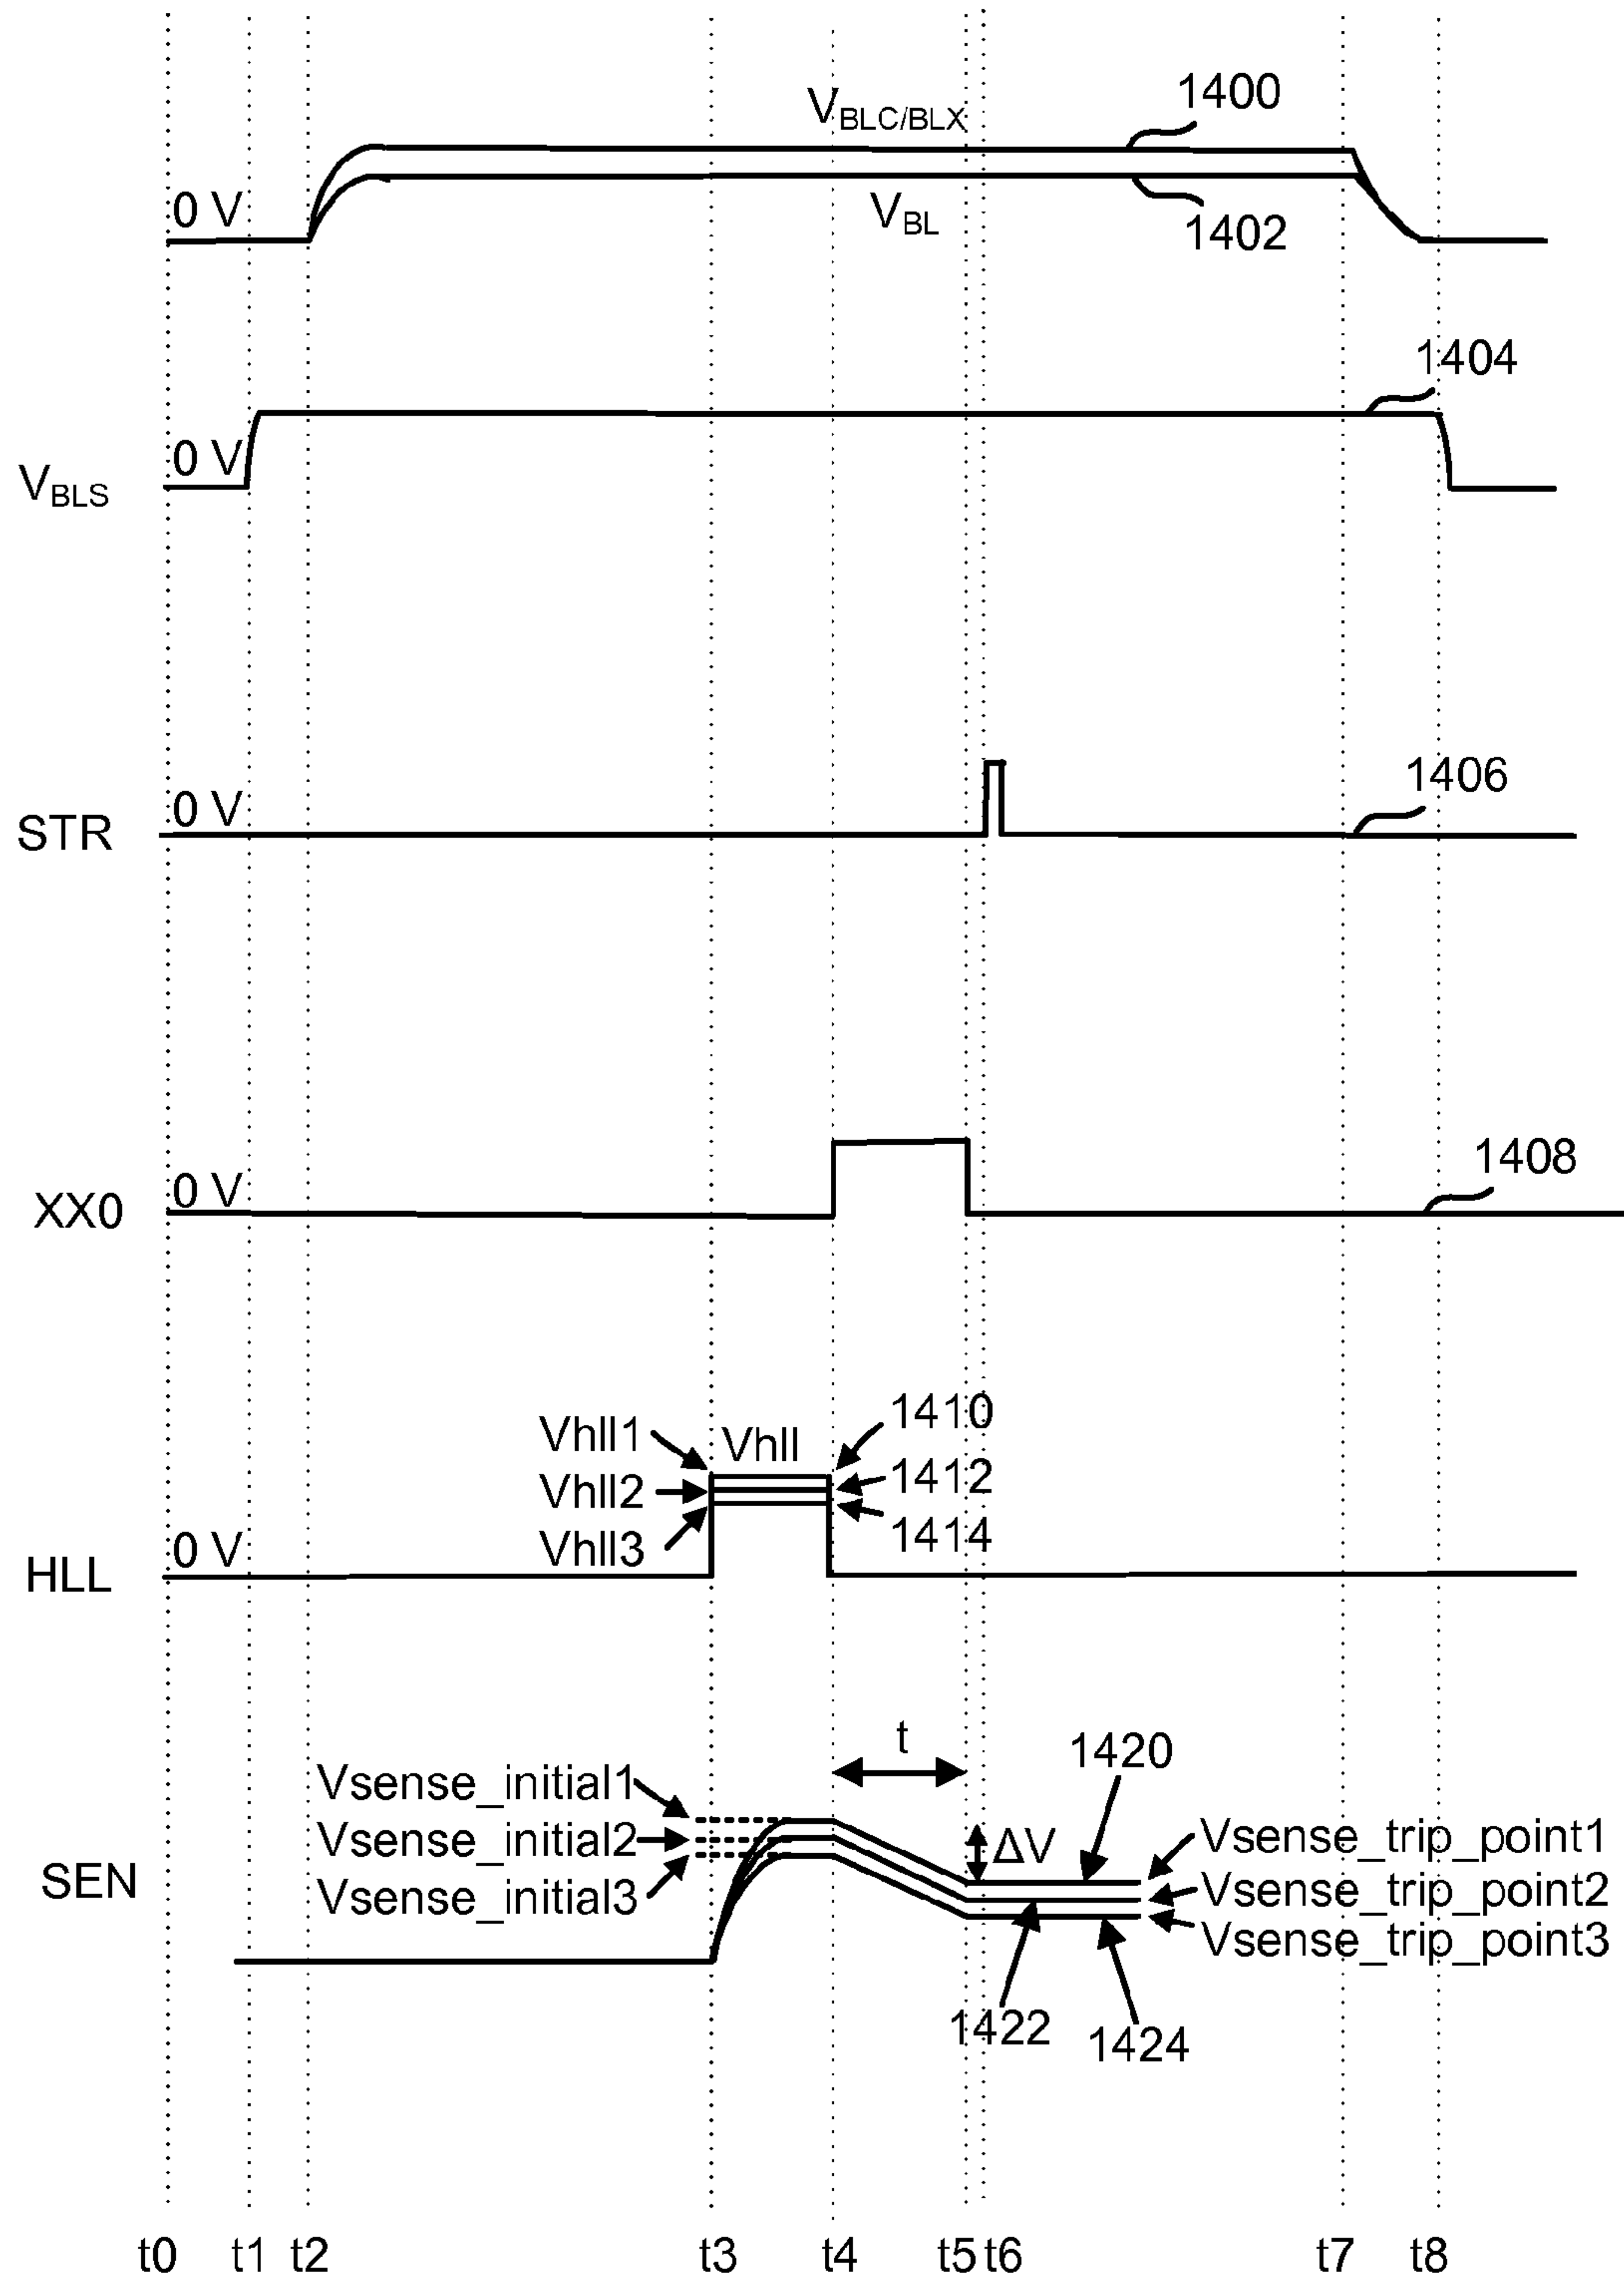 1400
V_BLC/BLX
0 V
V_BL
1402
1404
0 V
V_BLS
1406
0 V
STR
1408
0 V
XX0
1410
Vhll1
Vhll
1412
Vhll2
1414
Vhll3
0 V
HLL
t
1420
Vsense_initial1
Vsense_trip_point1
Vsense_initial2
ΔV
SEN
Vsense_trip_point2
Vsense_initial3
Vsense_trip_point3
1422
1424
t0 t1 t2 t3 t4 t5 t6 t7 t8